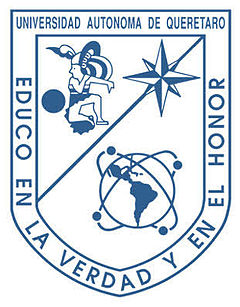 UNIVERSIDAD AUTONOMA DE QUERETARO
EDUCO EN LA VERDAD Y EN EL HONOR